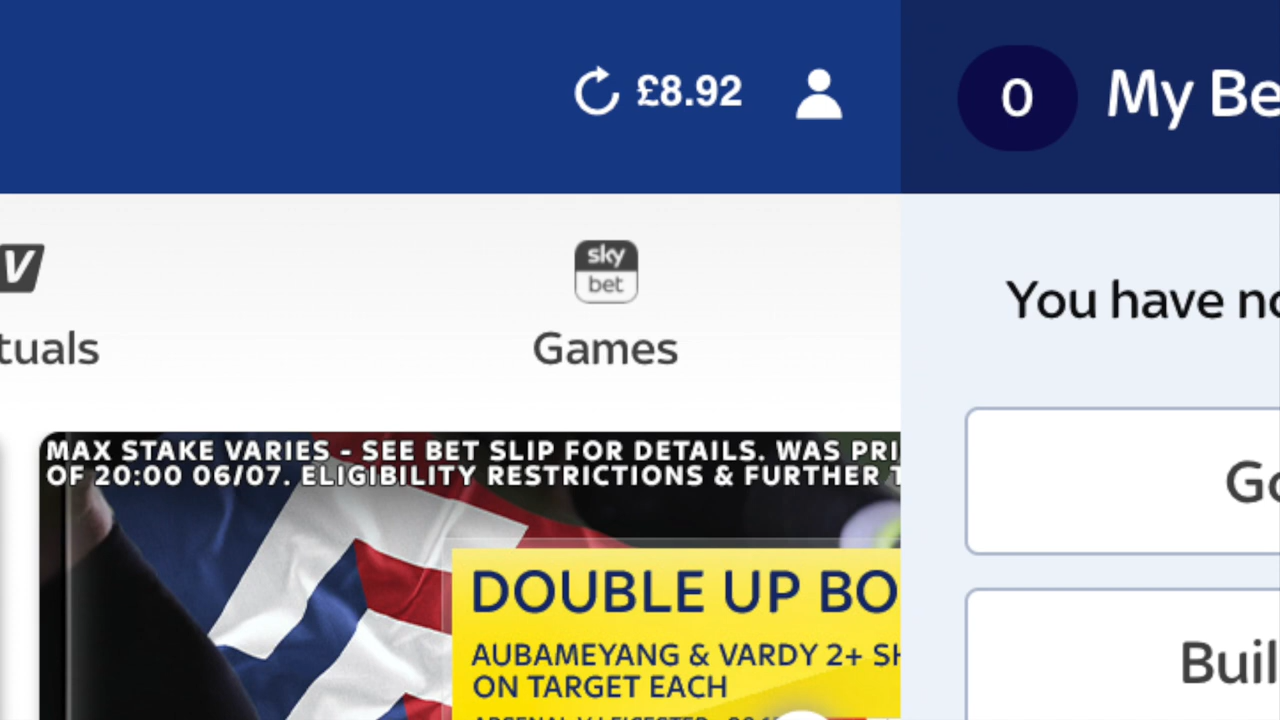 £8.92
0 My Be
V
sky
bet
tuals
Games
You have no
MAX STAKE VARIES - SEE BET SLIP FOR DETAILS. WAS PRI
OF 20:00 06/07. ELIGIBILITY RESTRICTIONS & FURTHER T
Go
DOUBLE UP BO
AUBAMEYANG & VARDY 2+ SH
ON TARGET EACH
Buil